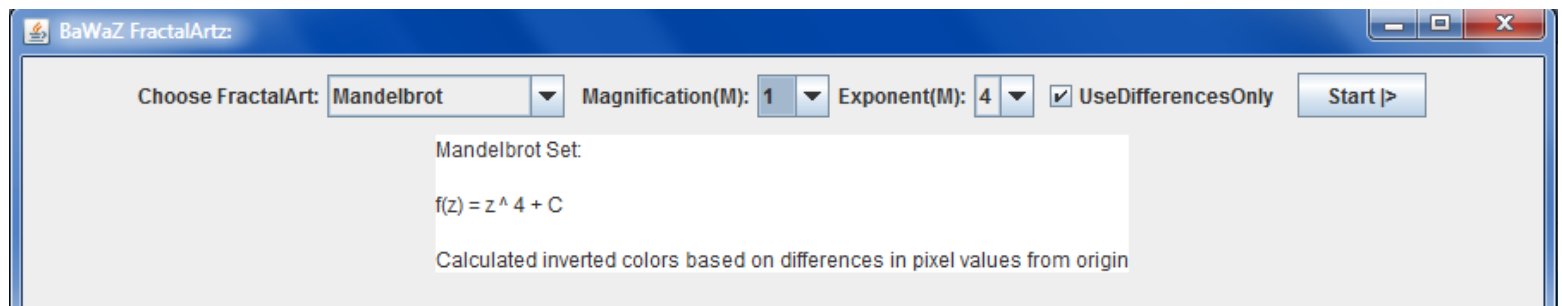 BaWaZ FractalArtz:
Choose FractalArt: Mandelbrot Magnification(M): 1 Exponent(M): 4 UseDifferencesOnly Start |>
Mandelbrot Set:
f(z) = z ^ 4 + C
Calculated inverted colors based on differences in pixel values from origin